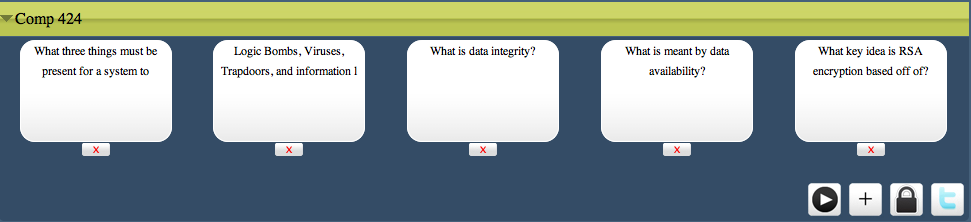 Comp 424
What three things must be
present for a system to
Logic Bombs, Viruses,
Trapdoors, and information l
What is data integrity?
What is meant by data
availability?
What key idea is RSA
encryption based off of?
X
X
X
X
X